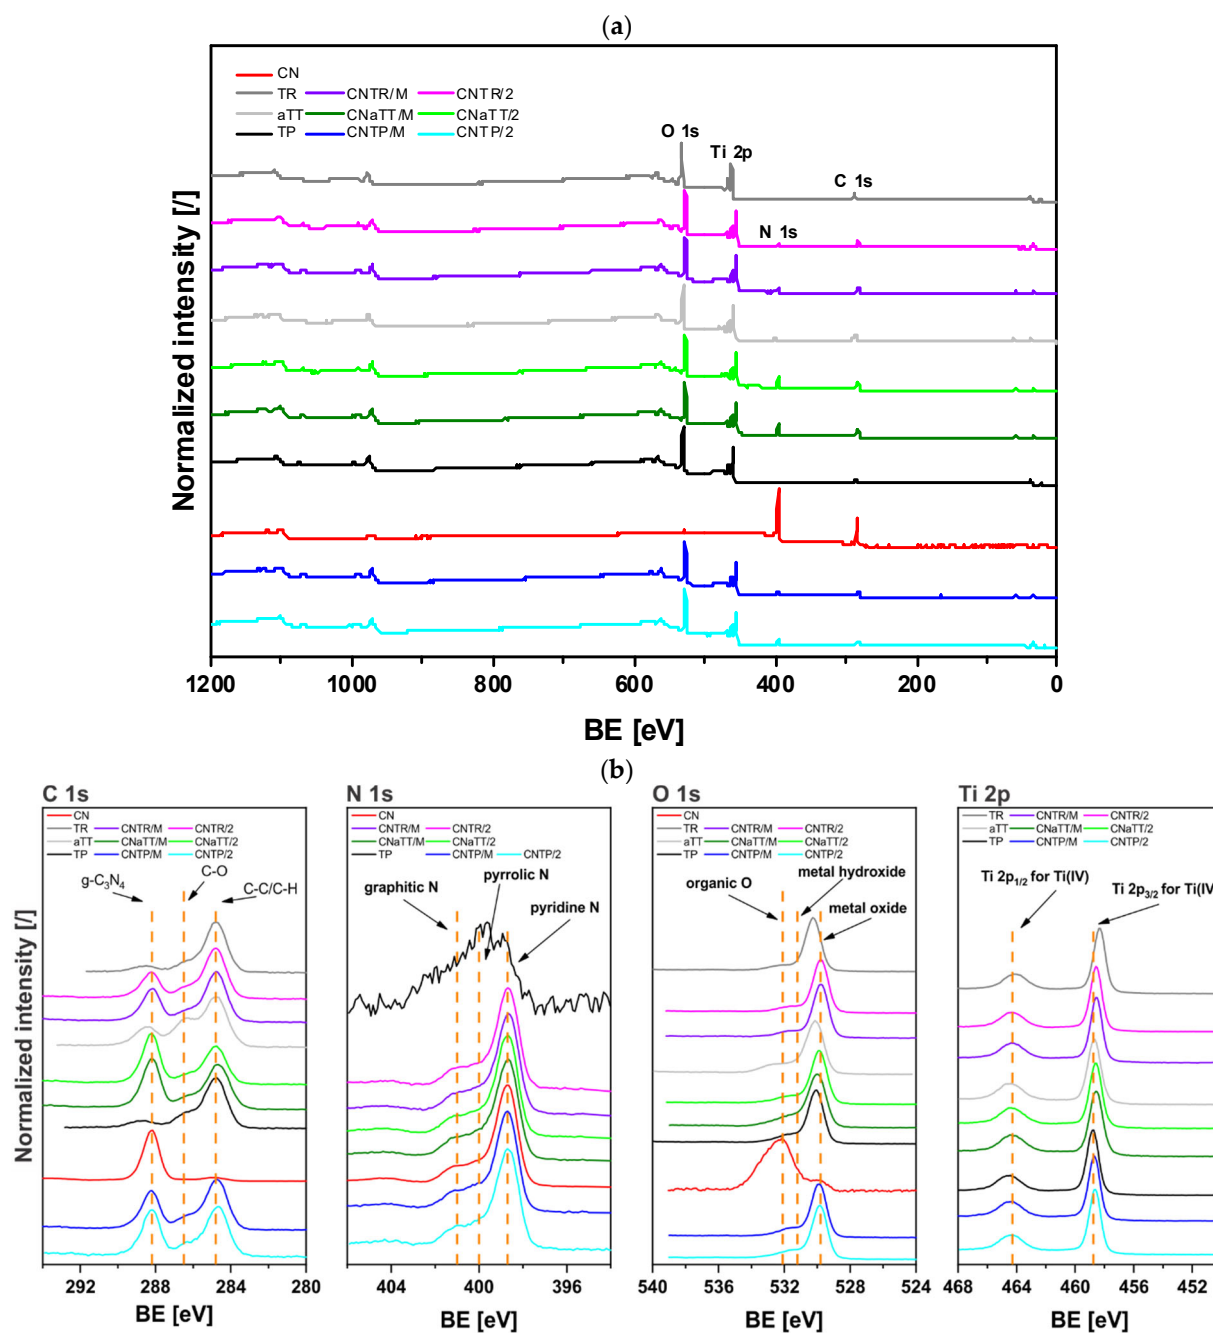 (a)
CN
TR CNTR/M CNTR/2
aTT CNaTT/M CNaTT/2
TP CNTP/M CNTP/2
O 1s
Ti 2p
C 1s
N 1s
Normalized intensity [/]
1200 1000 800 600 400 200 0
BE [eV]
(b)
C 1s N 1s O 1s Ti 2p
CN
TR CNTR/M CNTR/2
aTT CNaTT/M CNaTT/2
TP CNTP/M CNTP/2
g-C₃N₄
C-O
C-C/C-H
Normalized intensity [/]
292 288 284 280
BE [eV]
CN
CNTR/M CNTR/2
CNaTT/M CNaTT/2
TP CNTP/M CNTP/2
graphitic N
pyrrolic N
pyridine N
404 400 396 392
BE [eV]
CN
TR CNTR/M CNTR/2
aTT CNaTT/M CNaTT/2
TP CNTP/M CNTP/2
organic O
metal hydroxide
metal oxide
540 536 532 528 524
BE [eV]
TR CNTR/M CNTR/2
aTT CNaTT/M CNaTT/2
TP CNTP/M CNTP/2
Ti 2p₁/₂ for Ti(IV)
Ti 2p₃/₂ for Ti(IV
468 464 460 456 452
BE [eV]